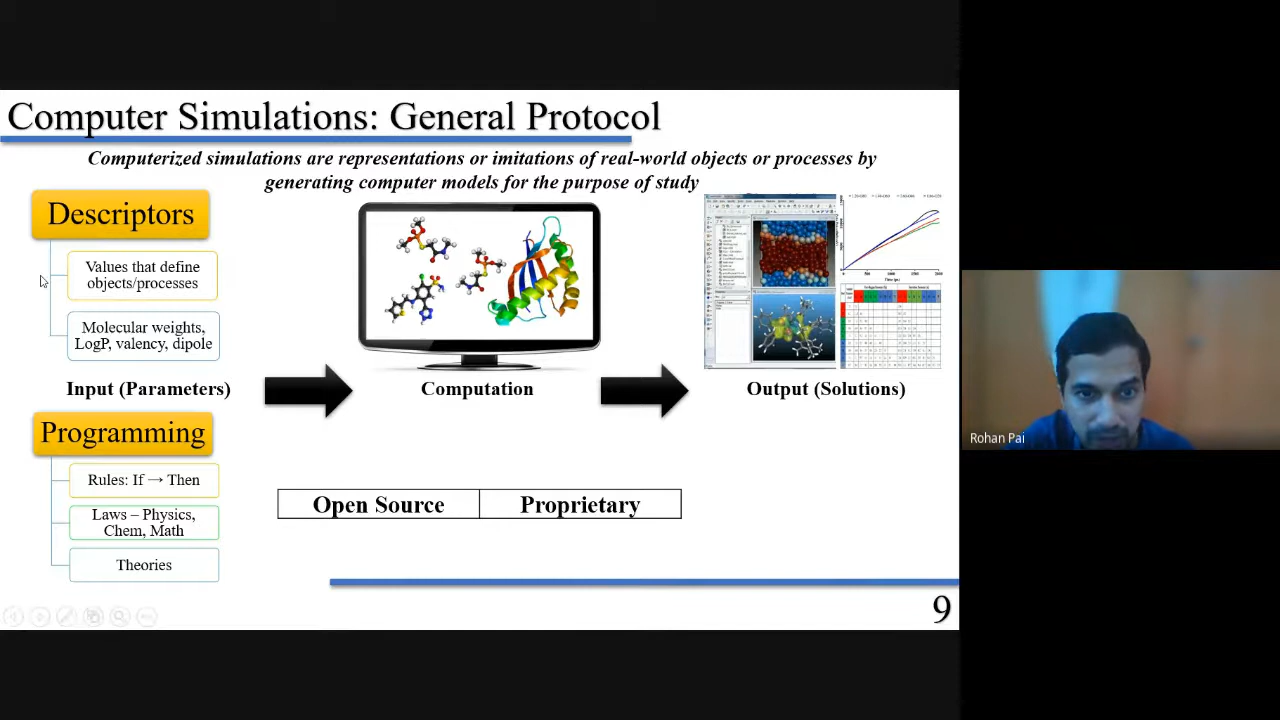 Computer Simulations: General Protocol
Computerized simulations are representations or imitations of real-world objects or processes by
generating computer models for the purpose of study
Descriptors
Values that define
objects/processes
Molecular weight,
LogP, valency, dipole
Input (Parameters)
Computation
Output (Solutions)
Programming
Rules: If → Then
Laws – Physics,
Chem, Math
Theories
Open Source
Proprietary
9
Rohan Pai